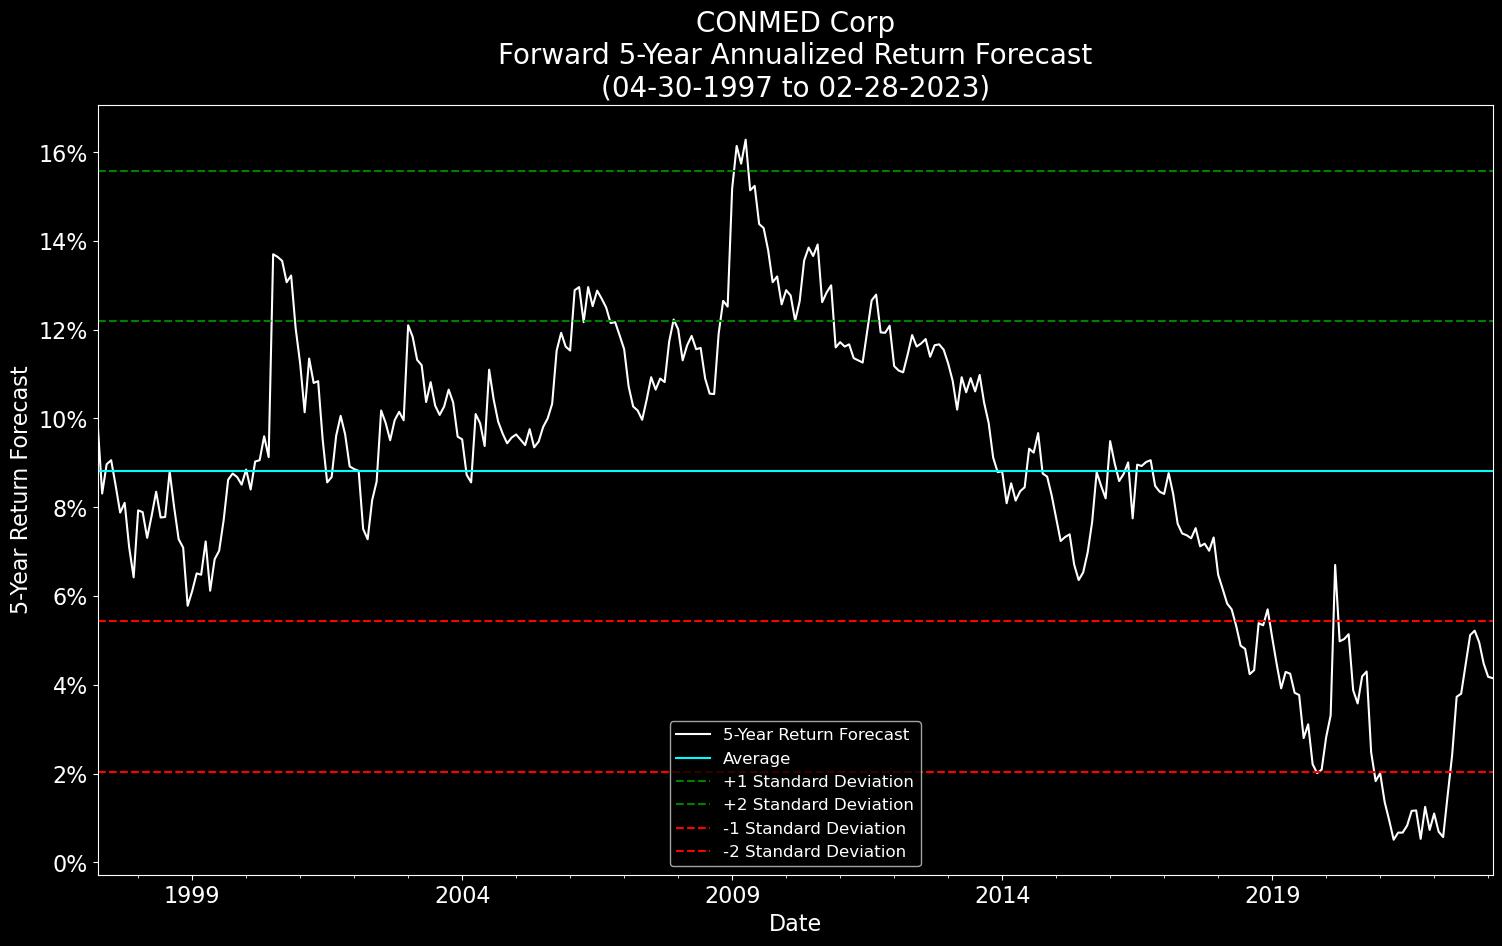 CONMED Corp
Forward 5-Year Annualized Return Forecast
(04-30-1997 to 02-28-2023)
5-Year Return Forecast
16%
14%
12%
10%
8%
6%
4%
2%
0%
5-Year Return Forecast
Average
+1 Standard Deviation
+2 Standard Deviation
-1 Standard Deviation
-2 Standard Deviation
1999
2004
2009
2014
2019
Date